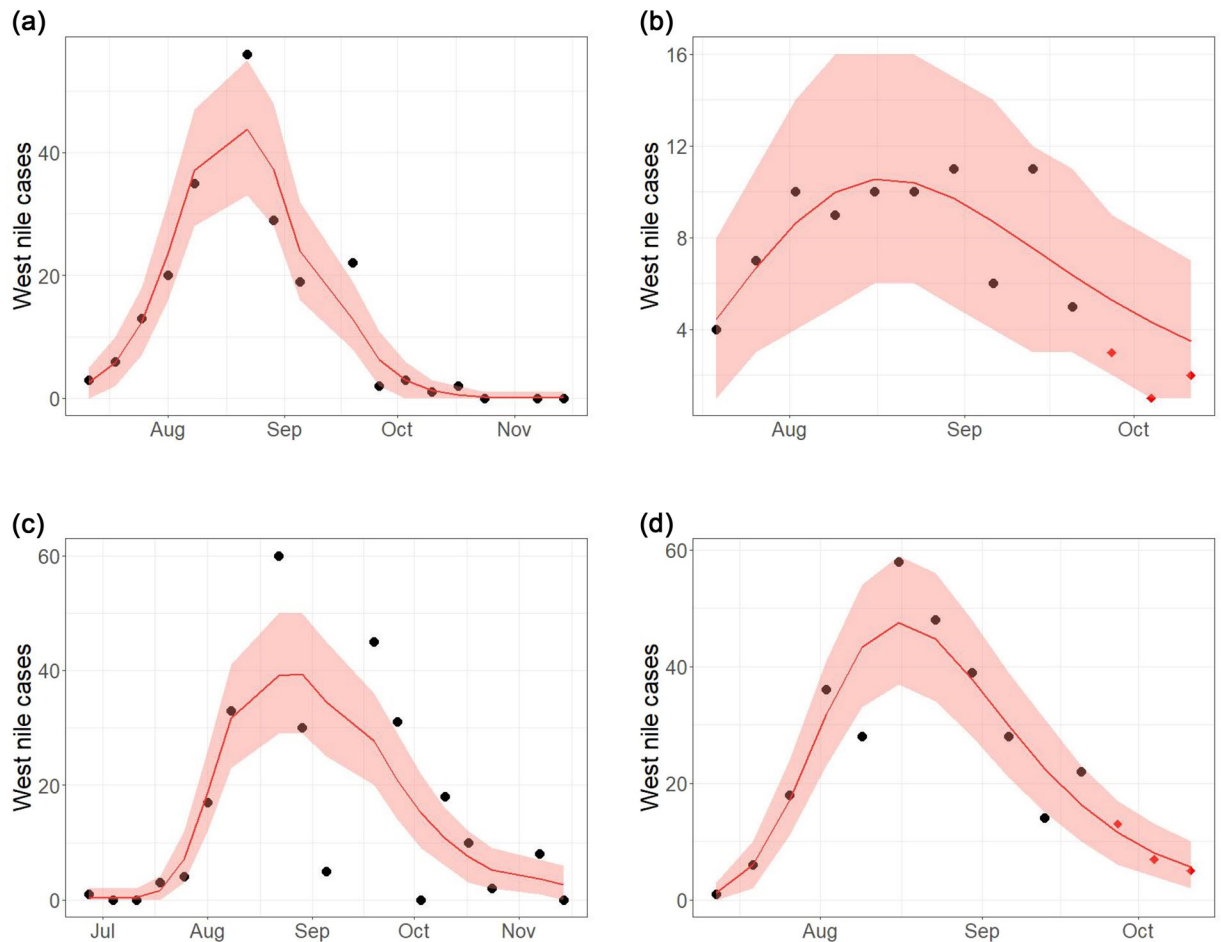 (a)
West nile cases
40
20
0
Aug Sep Oct Nov
(b)
West nile cases
16
12
8
4
Aug Sep Oct
(c)
West nile cases
60
40
20
0
Jul Aug Sep Oct Nov
(d)
West nile cases
60
40
20
0
Aug Sep Oct